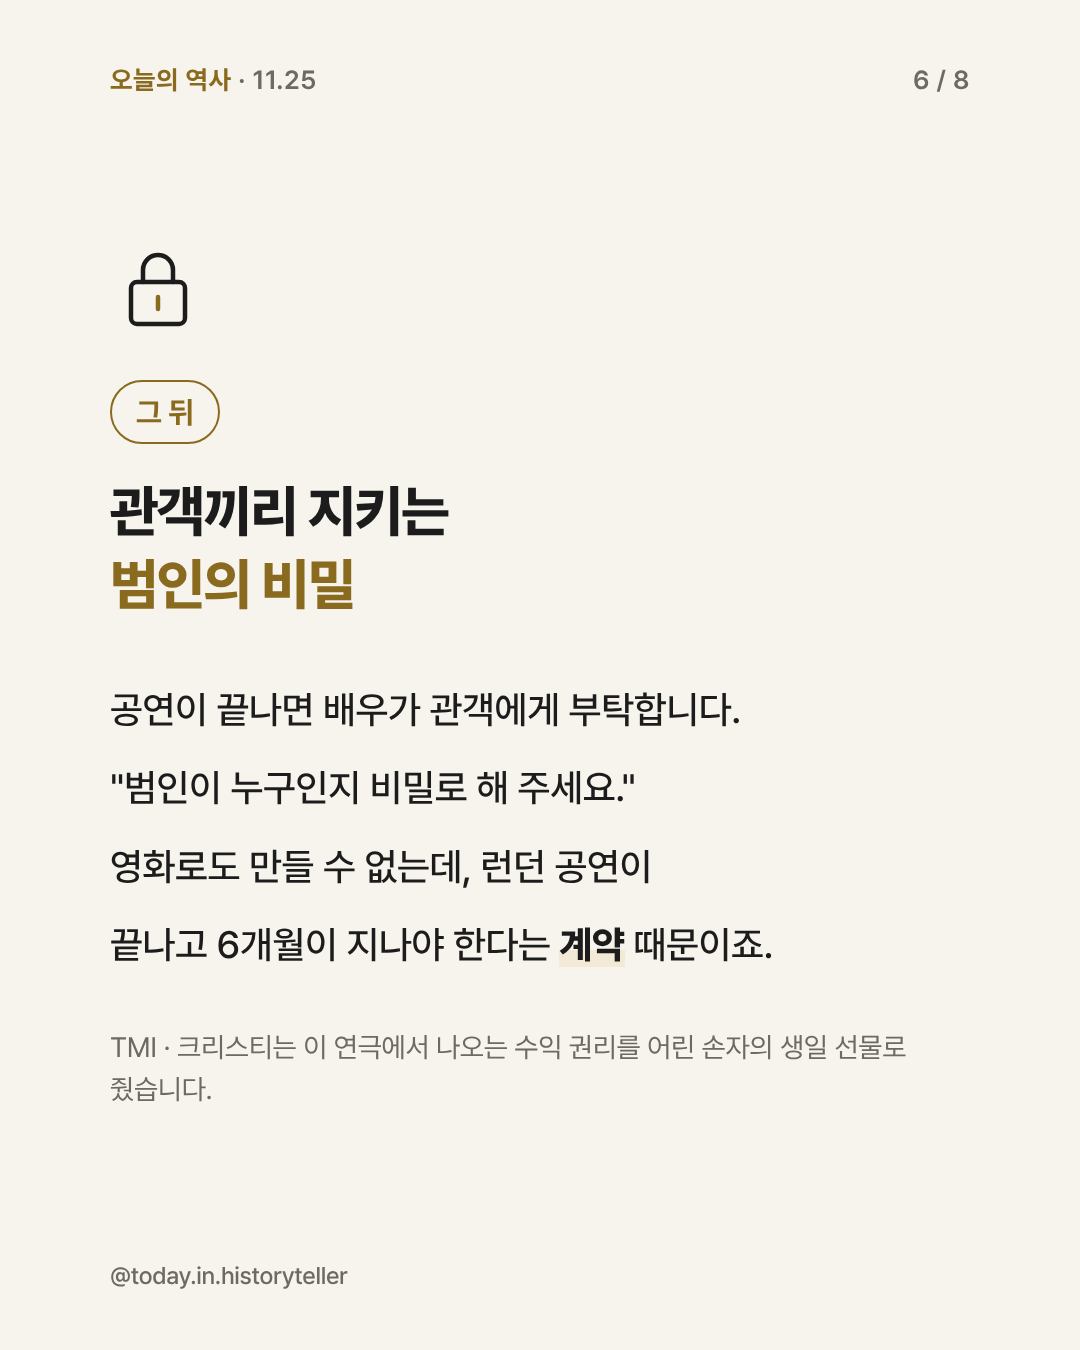 오늘의 역사 · 11.25
6 / 8
그 뒤
관객끼리 지키는
범인의 비밀
공연이 끝나면 배우가 관객에게 부탁합니다.
"범인이 누구인지 비밀로 해 주세요."
영화로도 만들 수 없는데, 런던 공연이
끝나고 6개월이 지나야 한다는 계약 때문이죠.
TMI · 크리스티는 이 연극에서 나오는 수익 권리를 어린 손자의 생일 선물로
줬습니다.
@today.in.historyteller